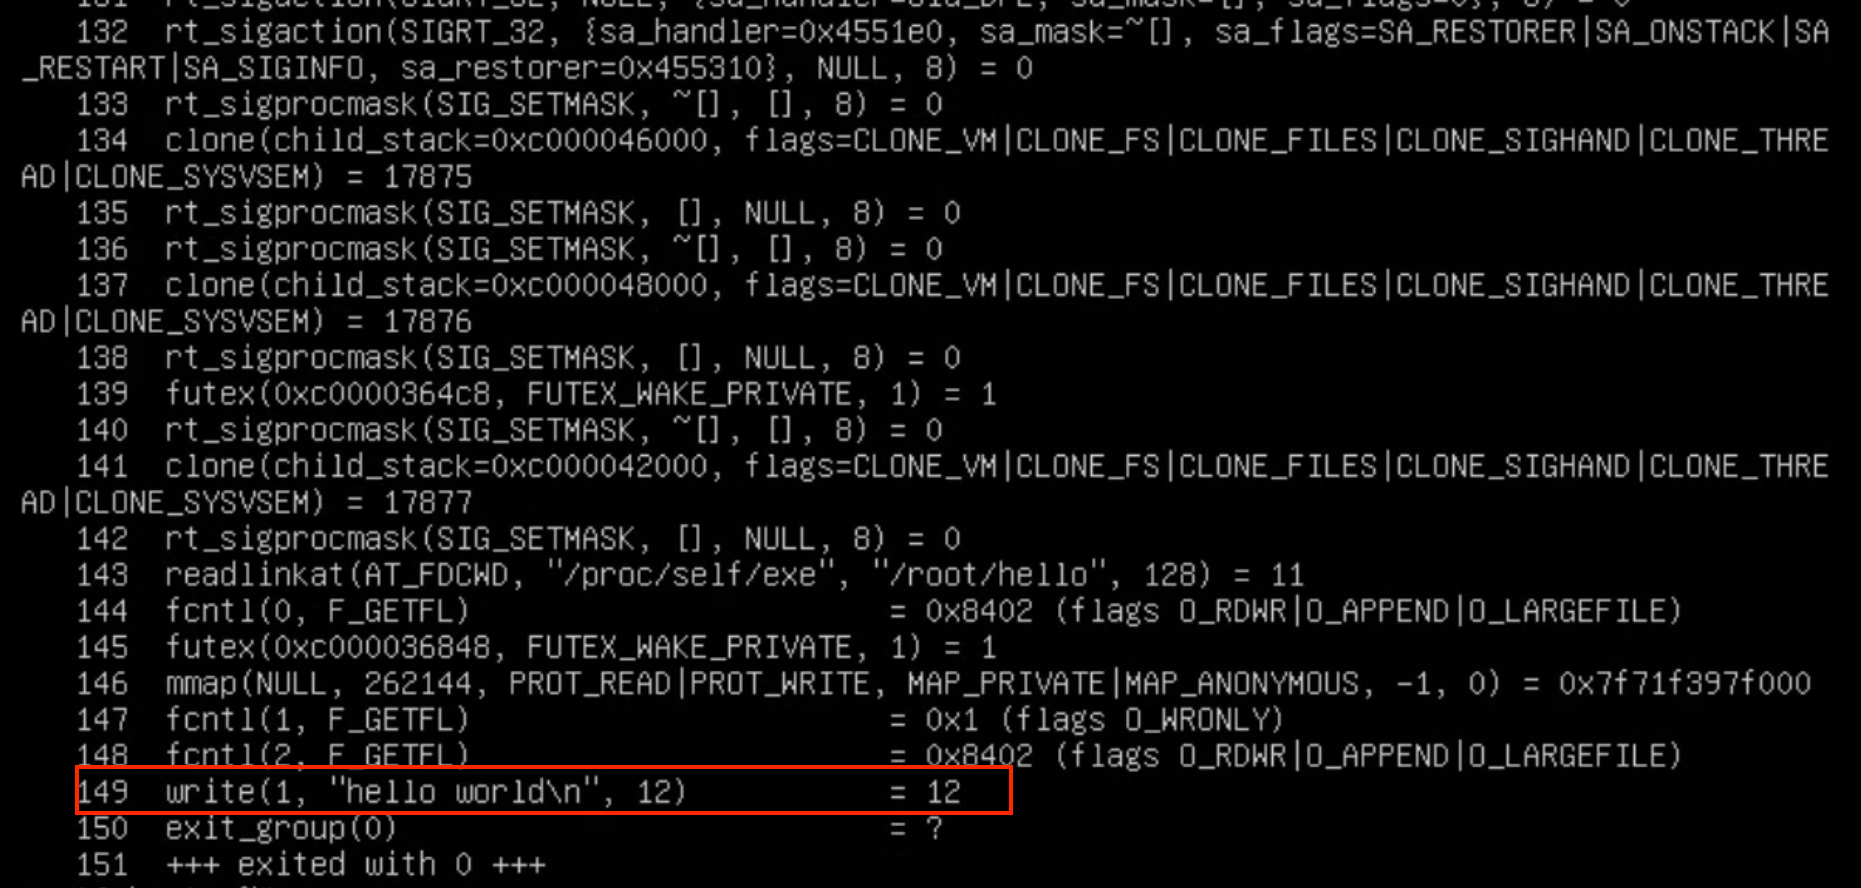 132 rt_sigaction(SIGRT_32, {sa_handler=0x4551e0, sa_mask=~[], sa_flags=SA_RESTORER|SA_ONSTACK|SA
_RESTART|SA_SIGINFO, sa_restorer=0x455310}, NULL, 8) = 0
133 rt_sigprocmask(SIG_SETMASK, ~[], [], 8) = 0
134 clone(child_stack=0xc000046000, flags=CLONE_VM|CLONE_FS|CLONE_FILES|CLONE_SIGHAND|CLONE_THRE
AD|CLONE_SYSVSEM) = 17875
135 rt_sigprocmask(SIG_SETMASK, [], NULL, 8) = 0
136 rt_sigprocmask(SIG_SETMASK, ~[], [], 8) = 0
137 clone(child_stack=0xc000048000, flags=CLONE_VM|CLONE_FS|CLONE_FILES|CLONE_SIGHAND|CLONE_THRE
AD|CLONE_SYSVSEM) = 17876
138 rt_sigprocmask(SIG_SETMASK, [], NULL, 8) = 0
139 futex(0xc0000364c8, FUTEX_WAKE_PRIVATE, 1) = 1
140 rt_sigprocmask(SIG_SETMASK, ~[], [], 8) = 0
141 clone(child_stack=0xc000042000, flags=CLONE_VM|CLONE_FS|CLONE_FILES|CLONE_SIGHAND|CLONE_THRE
AD|CLONE_SYSVSEM) = 17877
142 rt_sigprocmask(SIG_SETMASK, [], NULL, 8) = 0
143 readlinkat(AT_FDCWD, "/proc/self/exe", "/root/hello", 128) = 11
144 fcntl(0, F_GETFL) = 0x8402 (flags O_RDWR|O_APPEND|O_LARGEFILE)
145 futex(0xc000036848, FUTEX_WAKE_PRIVATE, 1) = 1
146 mmap(NULL, 262144, PROT_READ|PROT_WRITE, MAP_PRIVATE|MAP_ANONYMOUS, -1, 0) = 0x7f71f397f000
147 fcntl(1, F_GETFL) = 0x1 (flags O_WRONLY)
148 fcntl(2, F_GETFL) = 0x8402 (flags O_RDWR|O_APPEND|O_LARGEFILE)
149 write(1, "hello world\n", 12) = 12
150 exit_group(0) = ?
151 +++ exited with 0 +++